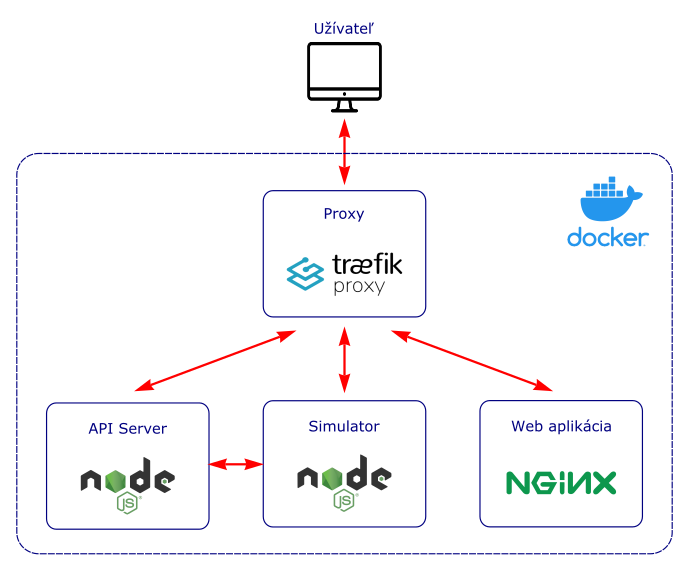 Užívateľ
docker
Proxy
træfik
proxy
API Server
Simulator
Web aplikácia
node
JS
node
JS
NGINX